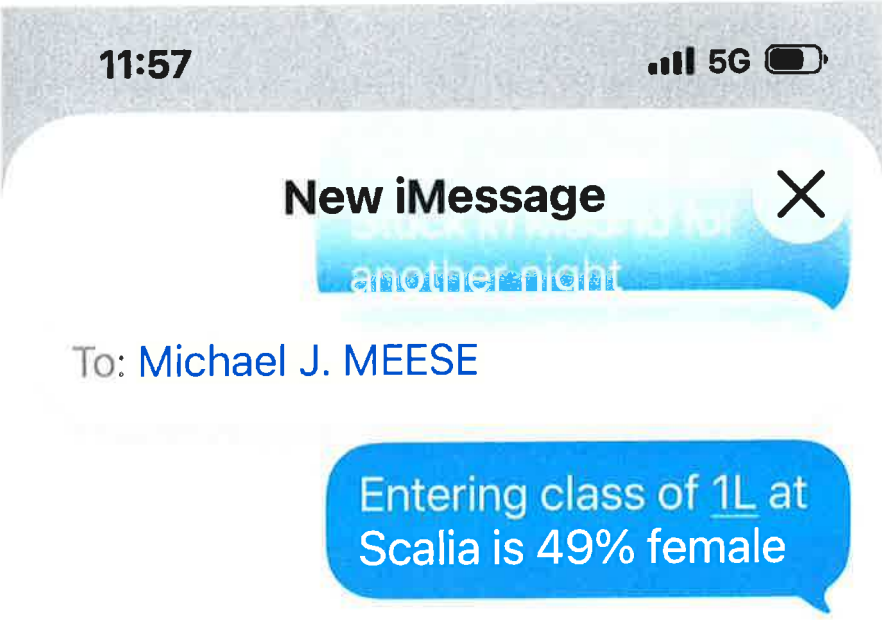 11:57 5G
New iMessage
another night
To: Michael J. MEESE
Entering class of 1L at
Scalia is 49% female